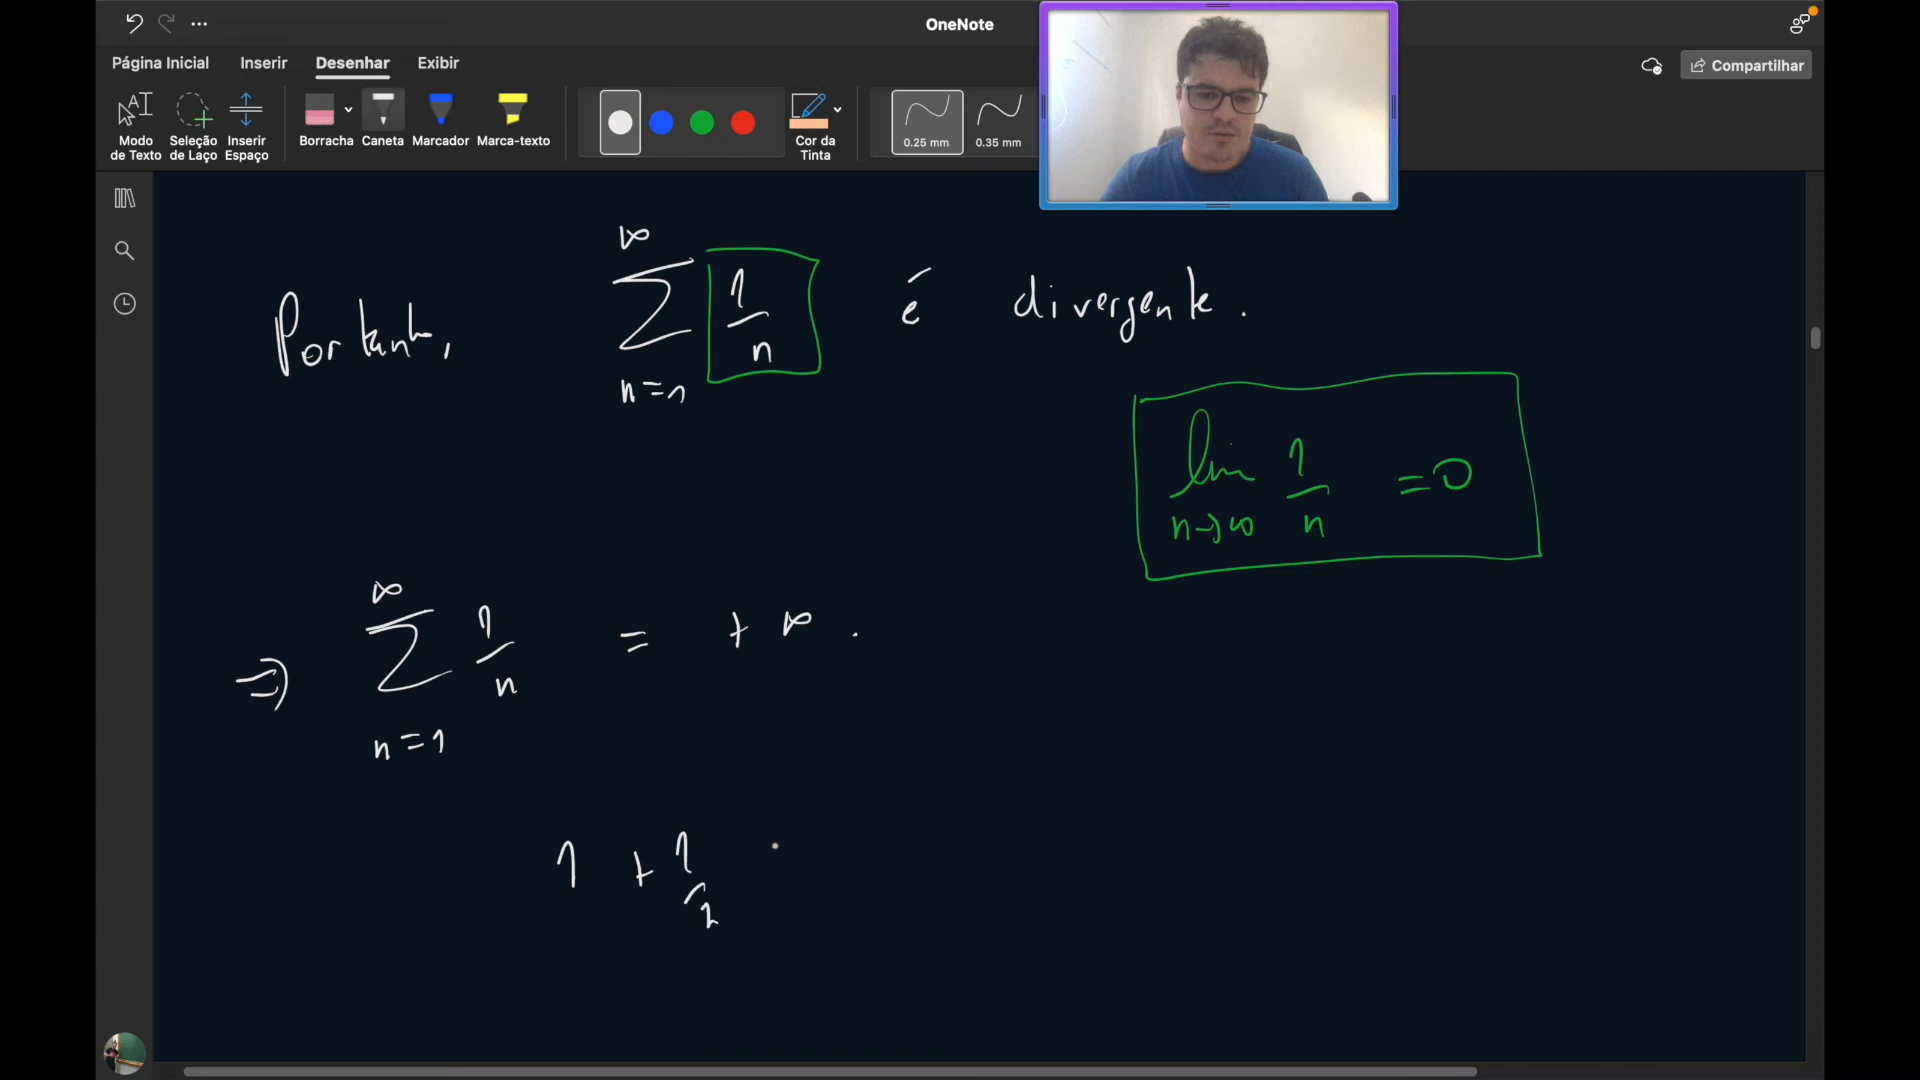 OneNote
Página Inicial Inserir Desenhar Exibir
Compartilhar
Modo de Texto
Seleção de Laço
Inserir Espaço
Borracha
Caneta
Marcador
Marca-texto
Cor da Tinta
0.25 mm
0.35 mm
Portanto, ∞ ∑ n=1 1/n é divergente.
lim n→∞ 1/n = 0
⇒ ∞ ∑ n=1 1/n = + ∞ .
1 + 1/2